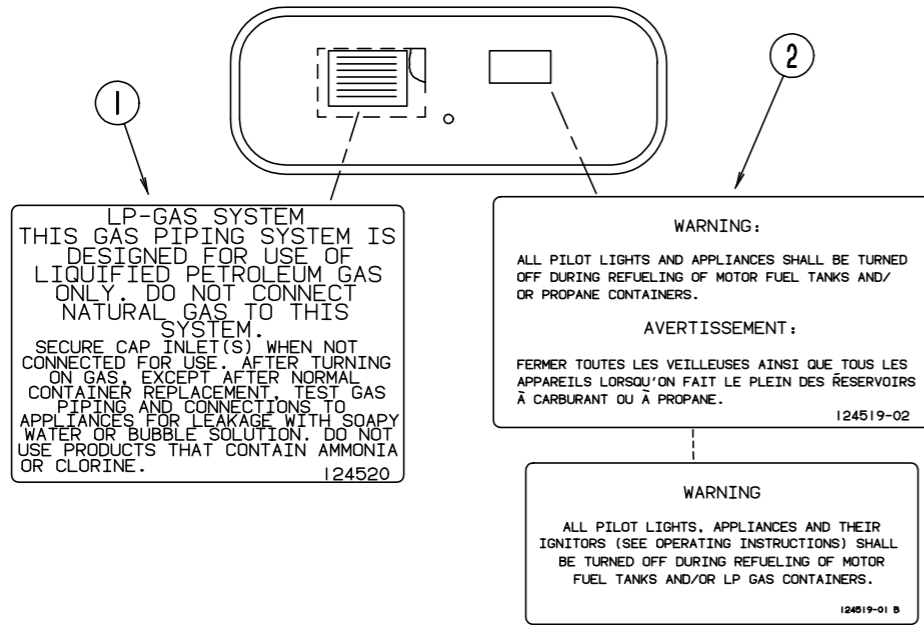 1
2
LP-GAS SYSTEM
THIS GAS PIPING SYSTEM IS
DESIGNED FOR USE OF
LIQUIFIED PETROLEUM GAS
ONLY. DO NOT CONNECT
NATURAL GAS TO THIS
SYSTEM.
SECURE CAP INLET(S) WHEN NOT
CONNECTED FOR USE. AFTER TURNING
ON GAS, EXCEPT AFTER NORMAL
CONTAINER REPLACEMENT, TEST GAS
PIPING AND CONNECTIONS TO
APPLIANCES FOR LEAKAGE WITH SOAPY
WATER OR BUBBLE SOLUTION. DO NOT
USE PRODUCTS THAT CONTAIN AMMONIA
OR CLORINE.
124520
WARNING:
ALL PILOT LIGHTS AND APPLIANCES SHALL BE TURNED
OFF DURING REFUELING OF MOTOR FUEL TANKS AND/
OR PROPANE CONTAINERS.
AVERTISSEMENT:
FERMER TOUTES LES VEILLEUSES AINSI QUE TOUS LES
APPAREILS LORSQU'ON FAIT LE PLEIN DES RESERVOIRS
À CARBURANT OU À PROPANE.
124519-02
WARNING
ALL PILOT LIGHTS, APPLIANCES AND THEIR
IGNITORS (SEE OPERATING INSTRUCTIONS) SHALL
BE TURNED OFF DURING REFUELING OF MOTOR
FUEL TANKS AND/OR LP GAS CONTAINERS.
124519-01 B